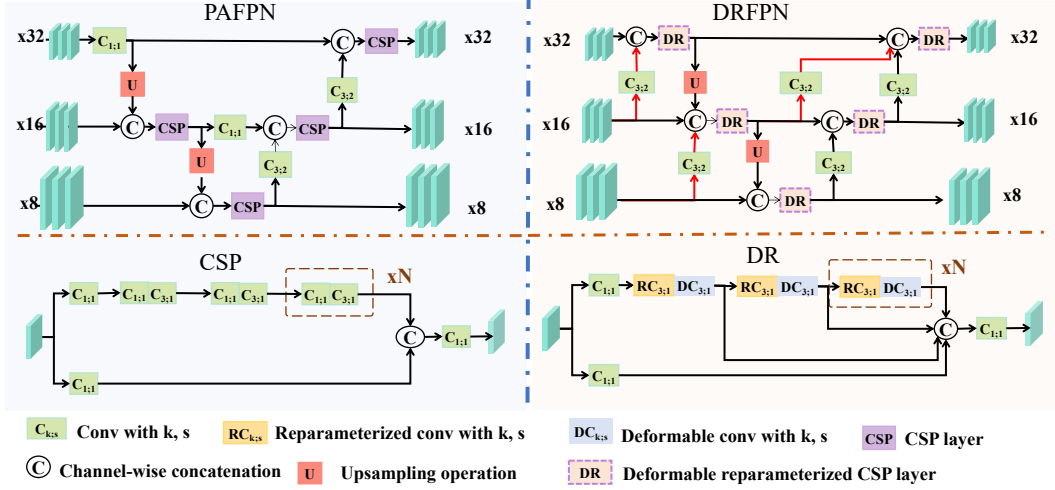 PAFPN
x32 C1;1 C CSP x32
U C3;2
x16 C CSP C1;1 C CSP x16
U C3;2
x8 C CSP x8
DRFPN
x32 C DR C DR x32
C3;2 U C3;2 C3;2
x16 C DR C DR x16
C3;2 U C3;2
x8 C DR x8
CSP
xN
C1;1 C1;1 C3;1 C1;1 C3;1 C1;1 C3;1
C C1;1
C1;1
DR
xN
C1;1 RC3;1 DC3;1 RC3;1 DC3;1 RC3;1 DC3;1
C C1;1
C1;1
Ck;s Conv with k, s RCk;s Reparameterized conv with k, s DCk;s Deformable conv with k, s CSP CSP layer
C Channel-wise concatenation U Upsampling operation DR Deformable reparameterized CSP layer